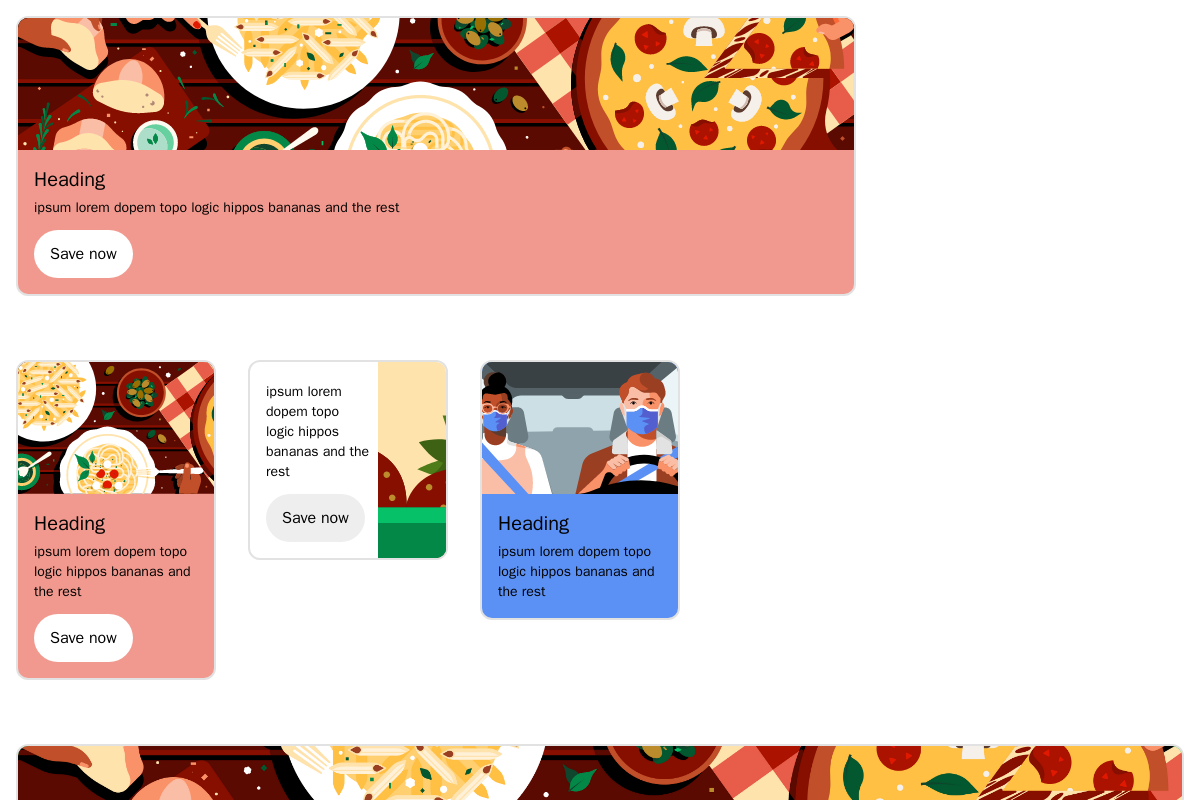 Heading
ipsum lorem dopem topo logic hippos bananas and the rest
Save now
Heading
ipsum lorem dopem topo
logic hippos bananas and
the rest
Save now
ipsum lorem
dopem topo
logic hippos
bananas and the
rest
Save now
Heading
ipsum lorem dopem topo
logic hippos bananas and
the rest